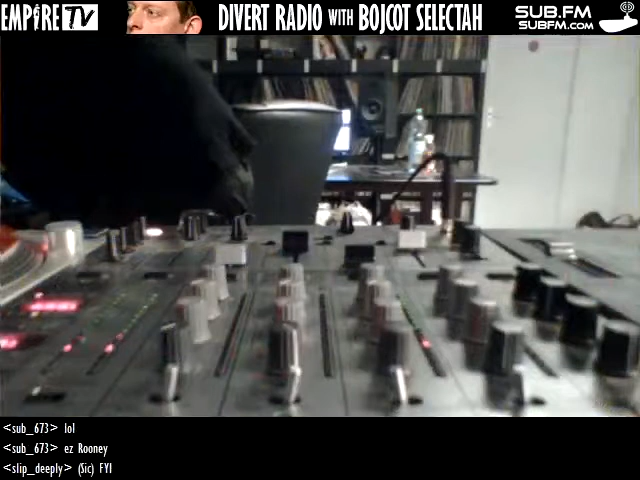 EMPIRE TV
DIVERT RADIO WITH BOJCOT SELECTAH
SUB.FM
SUBFM.COM
<sub_673> lol
<sub_673> ez Rooney
<slip_deeply> (Sic) FYI